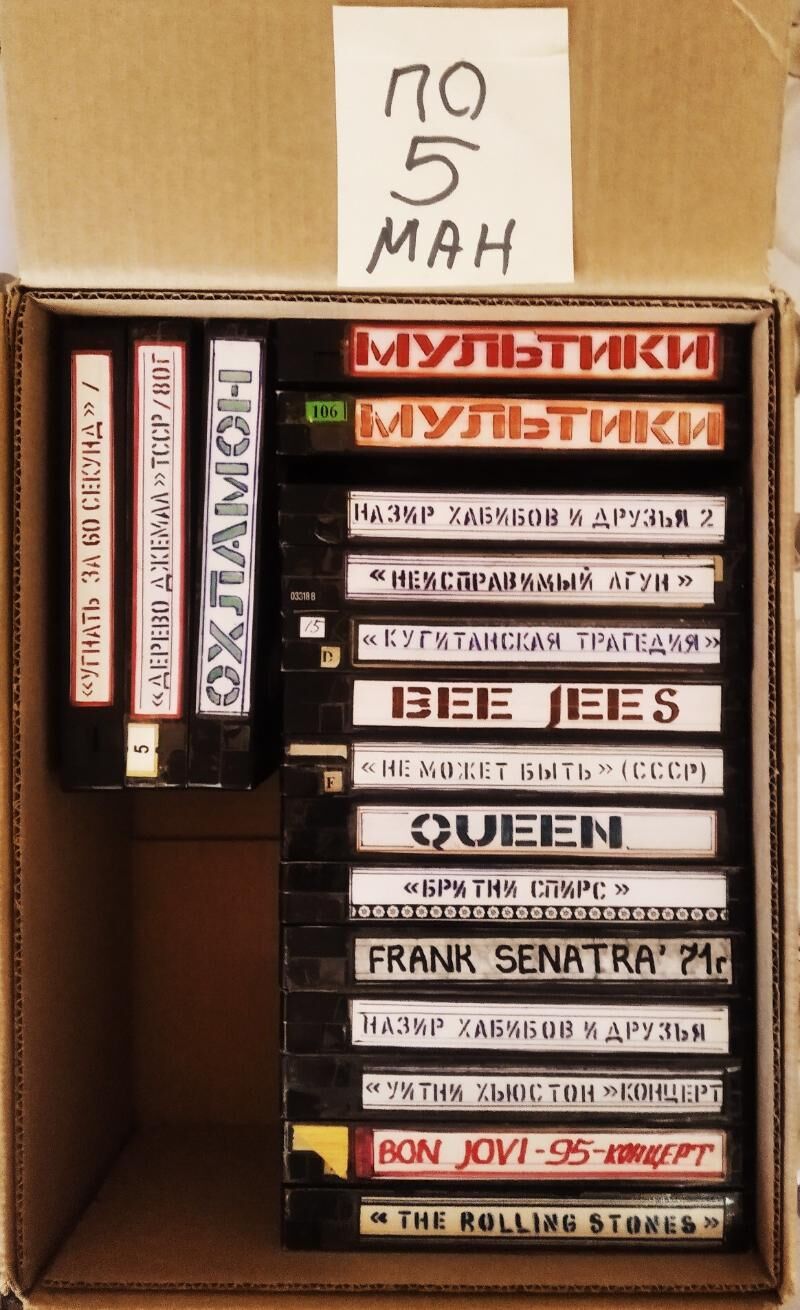 ПО
5
МАН
«УГНАТЬ ЗА 60 СЕКУНД» /
«ДЕРЕВО ДЖЕМАЛ» ТССР / 80Г
5
ОХЛАМОН
МУЛЬТИКИ
106
МУЛЬТИКИ
НАЗИР ХАБИБОВ И ДРУЗЬЯ 2
03318 B
«НЕИСПРАВИМЫЙ ЛГУН»
15
D
«КУГИТАНСКАЯ ТРАГЕДИЯ»
BEE JEES
F
«НЕ МОЖЕТ БЫТЬ» (СССР)
QUEEN
«БРИТНИ СПИРС»
FRANK SENATRA' 71г
НАЗИР ХАБИБОВ И ДРУЗЬЯ
«УИТНИ ХЬЮСТОН» КОНЦЕРТ
BON JOVI-95-КОНЦЕРТ
«THE ROLLING STONES»